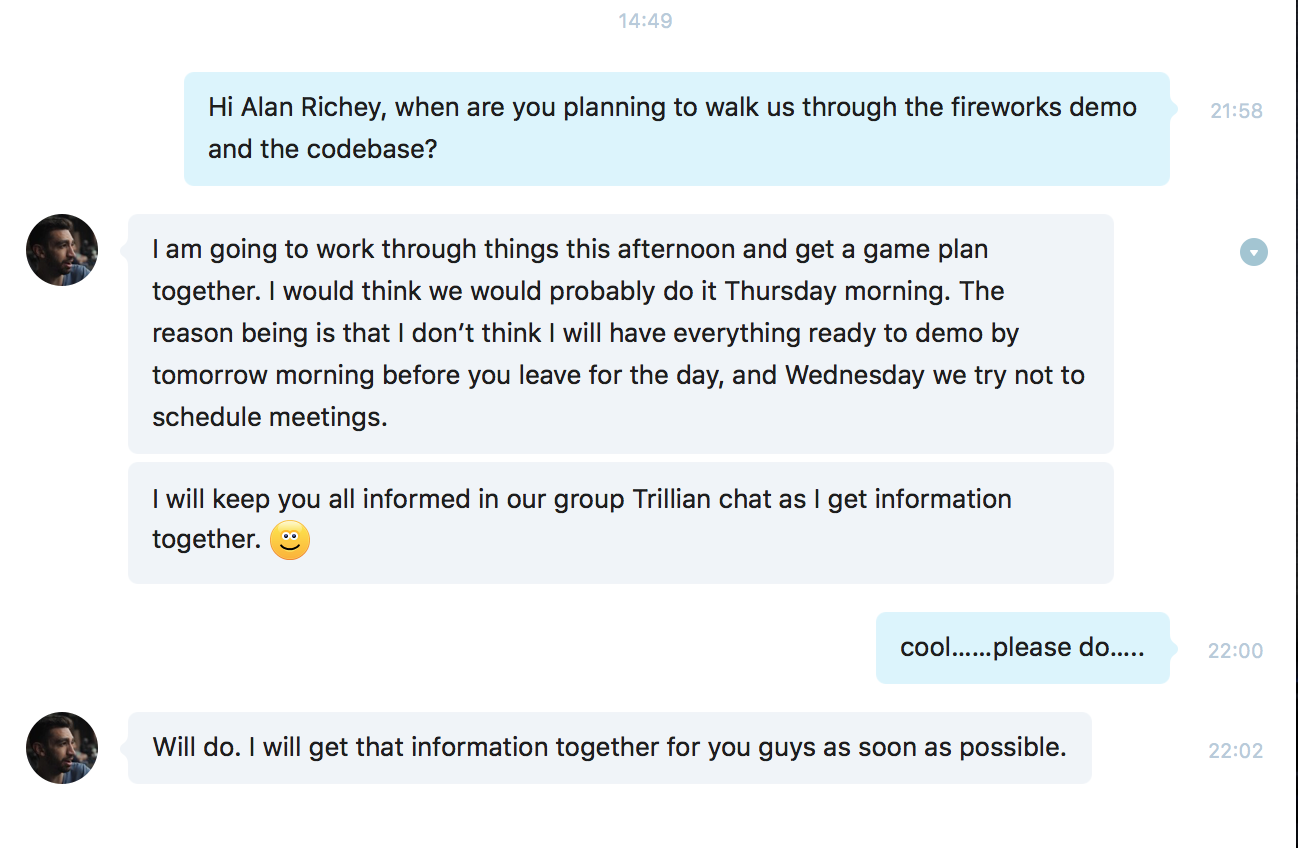 14:49
Hi Alan Richey, when are you planning to walk us through the fireworks demo
and the codebase?
21:58
I am going to work through things this afternoon and get a game plan
together. I would think we would probably do it Thursday morning. The
reason being is that I don’t think I will have everything ready to demo by
tomorrow morning before you leave for the day, and Wednesday we try not to
schedule meetings.
I will keep you all informed in our group Trillian chat as I get information
together.
cool……please do…..
22:00
Will do. I will get that information together for you guys as soon as possible.
22:02